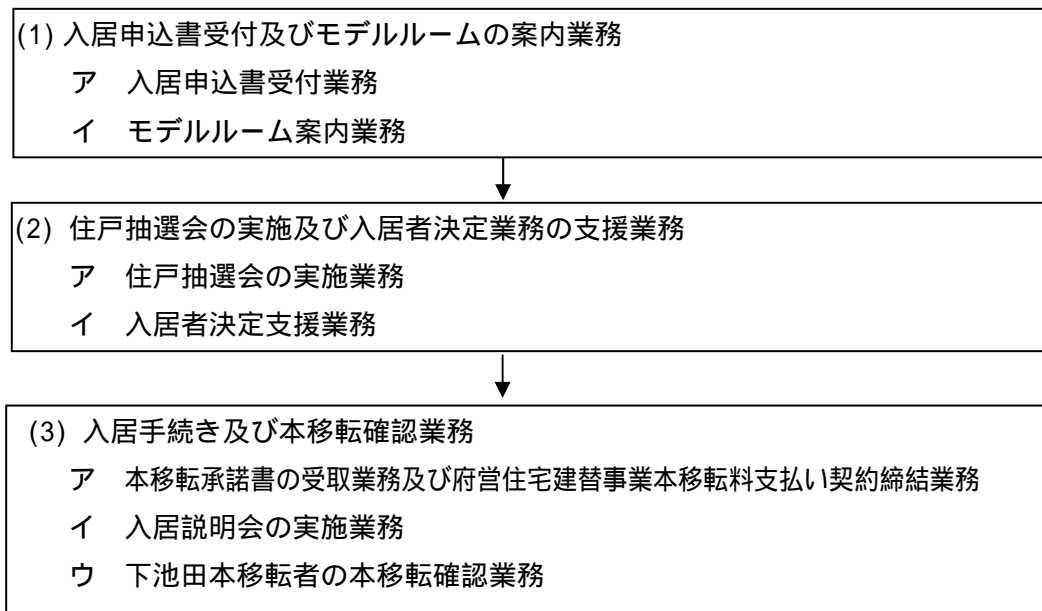 (1) 入居申込書受付及びモデルルームの案内業務
ア 入居申込書受付業務
イ モデルルーム案内業務
(2) 住戸抽選会の実施及び入居者決定業務の支援業務
ア 住戸抽選会の実施業務
イ 入居者決定支援業務
(3) 入居手続き及び本移転確認業務
ア 本移転承諾書の受取業務及び府営住宅建替事業本移転料支払い契約締結業務
イ 入居説明会の実施業務
ウ 下池田本移転者の本移転確認業務